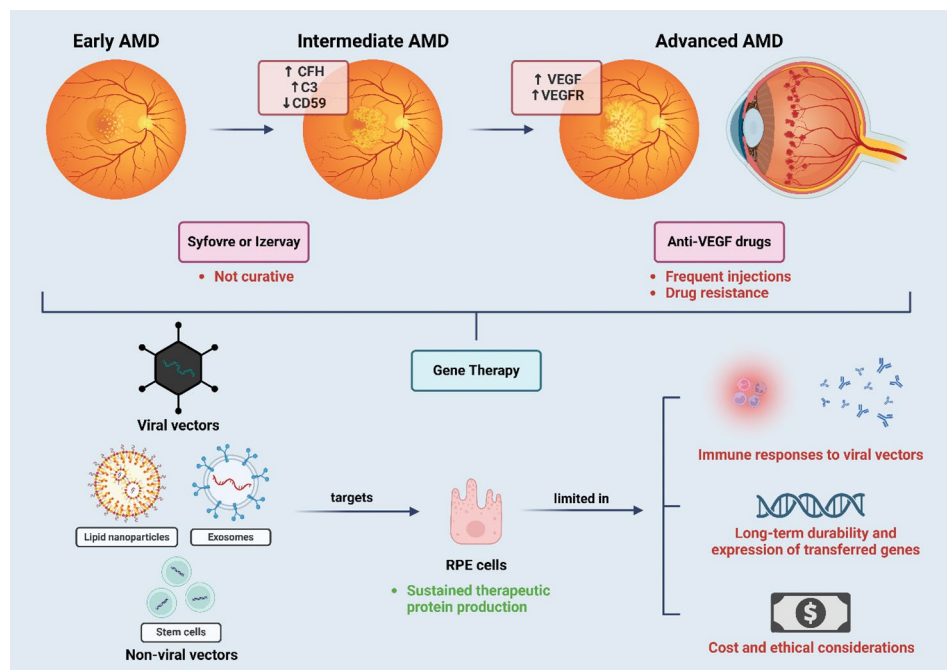 Early AMD
Intermediate AMD
Advanced AMD
↑ CFH
↑C3
↓CD59
↑ VEGF
↑VEGFR
Syfovre or Izervay
• Not curative
Anti-VEGF drugs
• Frequent injections
• Drug resistance
Gene Therapy
Viral vectors
Lipid nanoparticles
Exosomes
Stem cells
Non-viral vectors
targets
RPE cells
• Sustained therapeutic
protein production
limited in
Immune responses to viral vectors
Long-term durability and
expression of transferred genes
$
Cost and ethical considerations